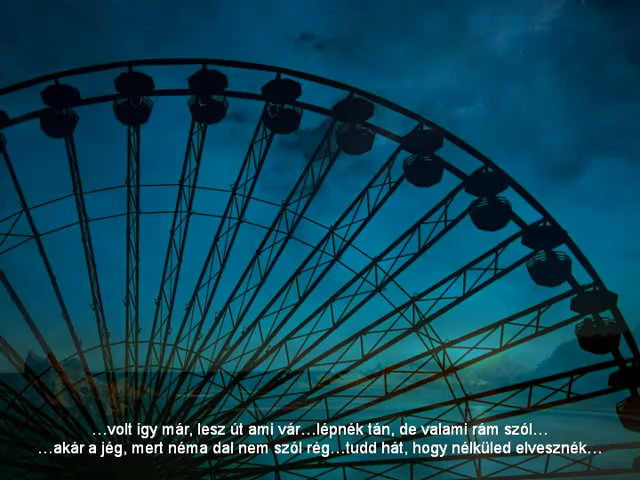 …volt igy már, lesz út ami vár…lépnék tán, de valami rám szól…
…akár a jég, mert néma dal nem szól rég…tudd hát, hogy nélküled elvesznék…